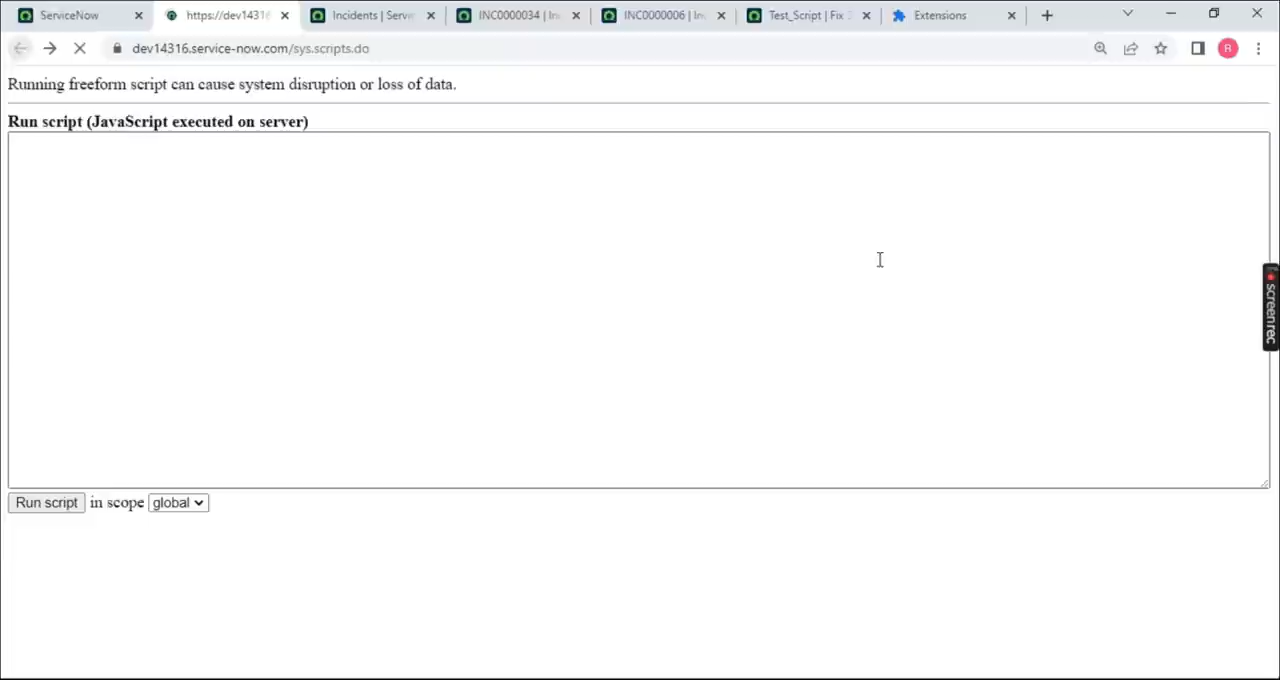 ServiceNow
https://dev1431
Incidents | Servi
INC0000034 | In
INC0000006 | In
Test_Script | Fix
Extensions
dev14316.service-now.com/sys.scripts.do
R
Running freeform script can cause system disruption or loss of data.
Run script (JavaScript executed on server)
screenrec
Run script in scope global